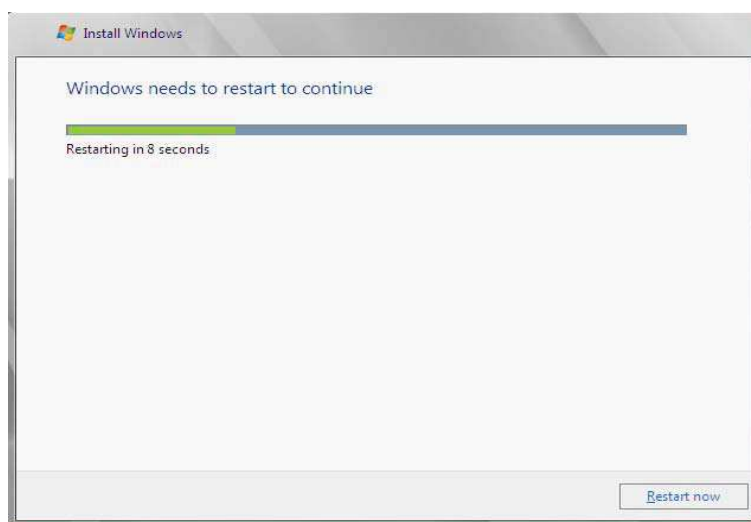 Install Windows
Windows needs to restart to continue
Restarting in 8 seconds
Restart now